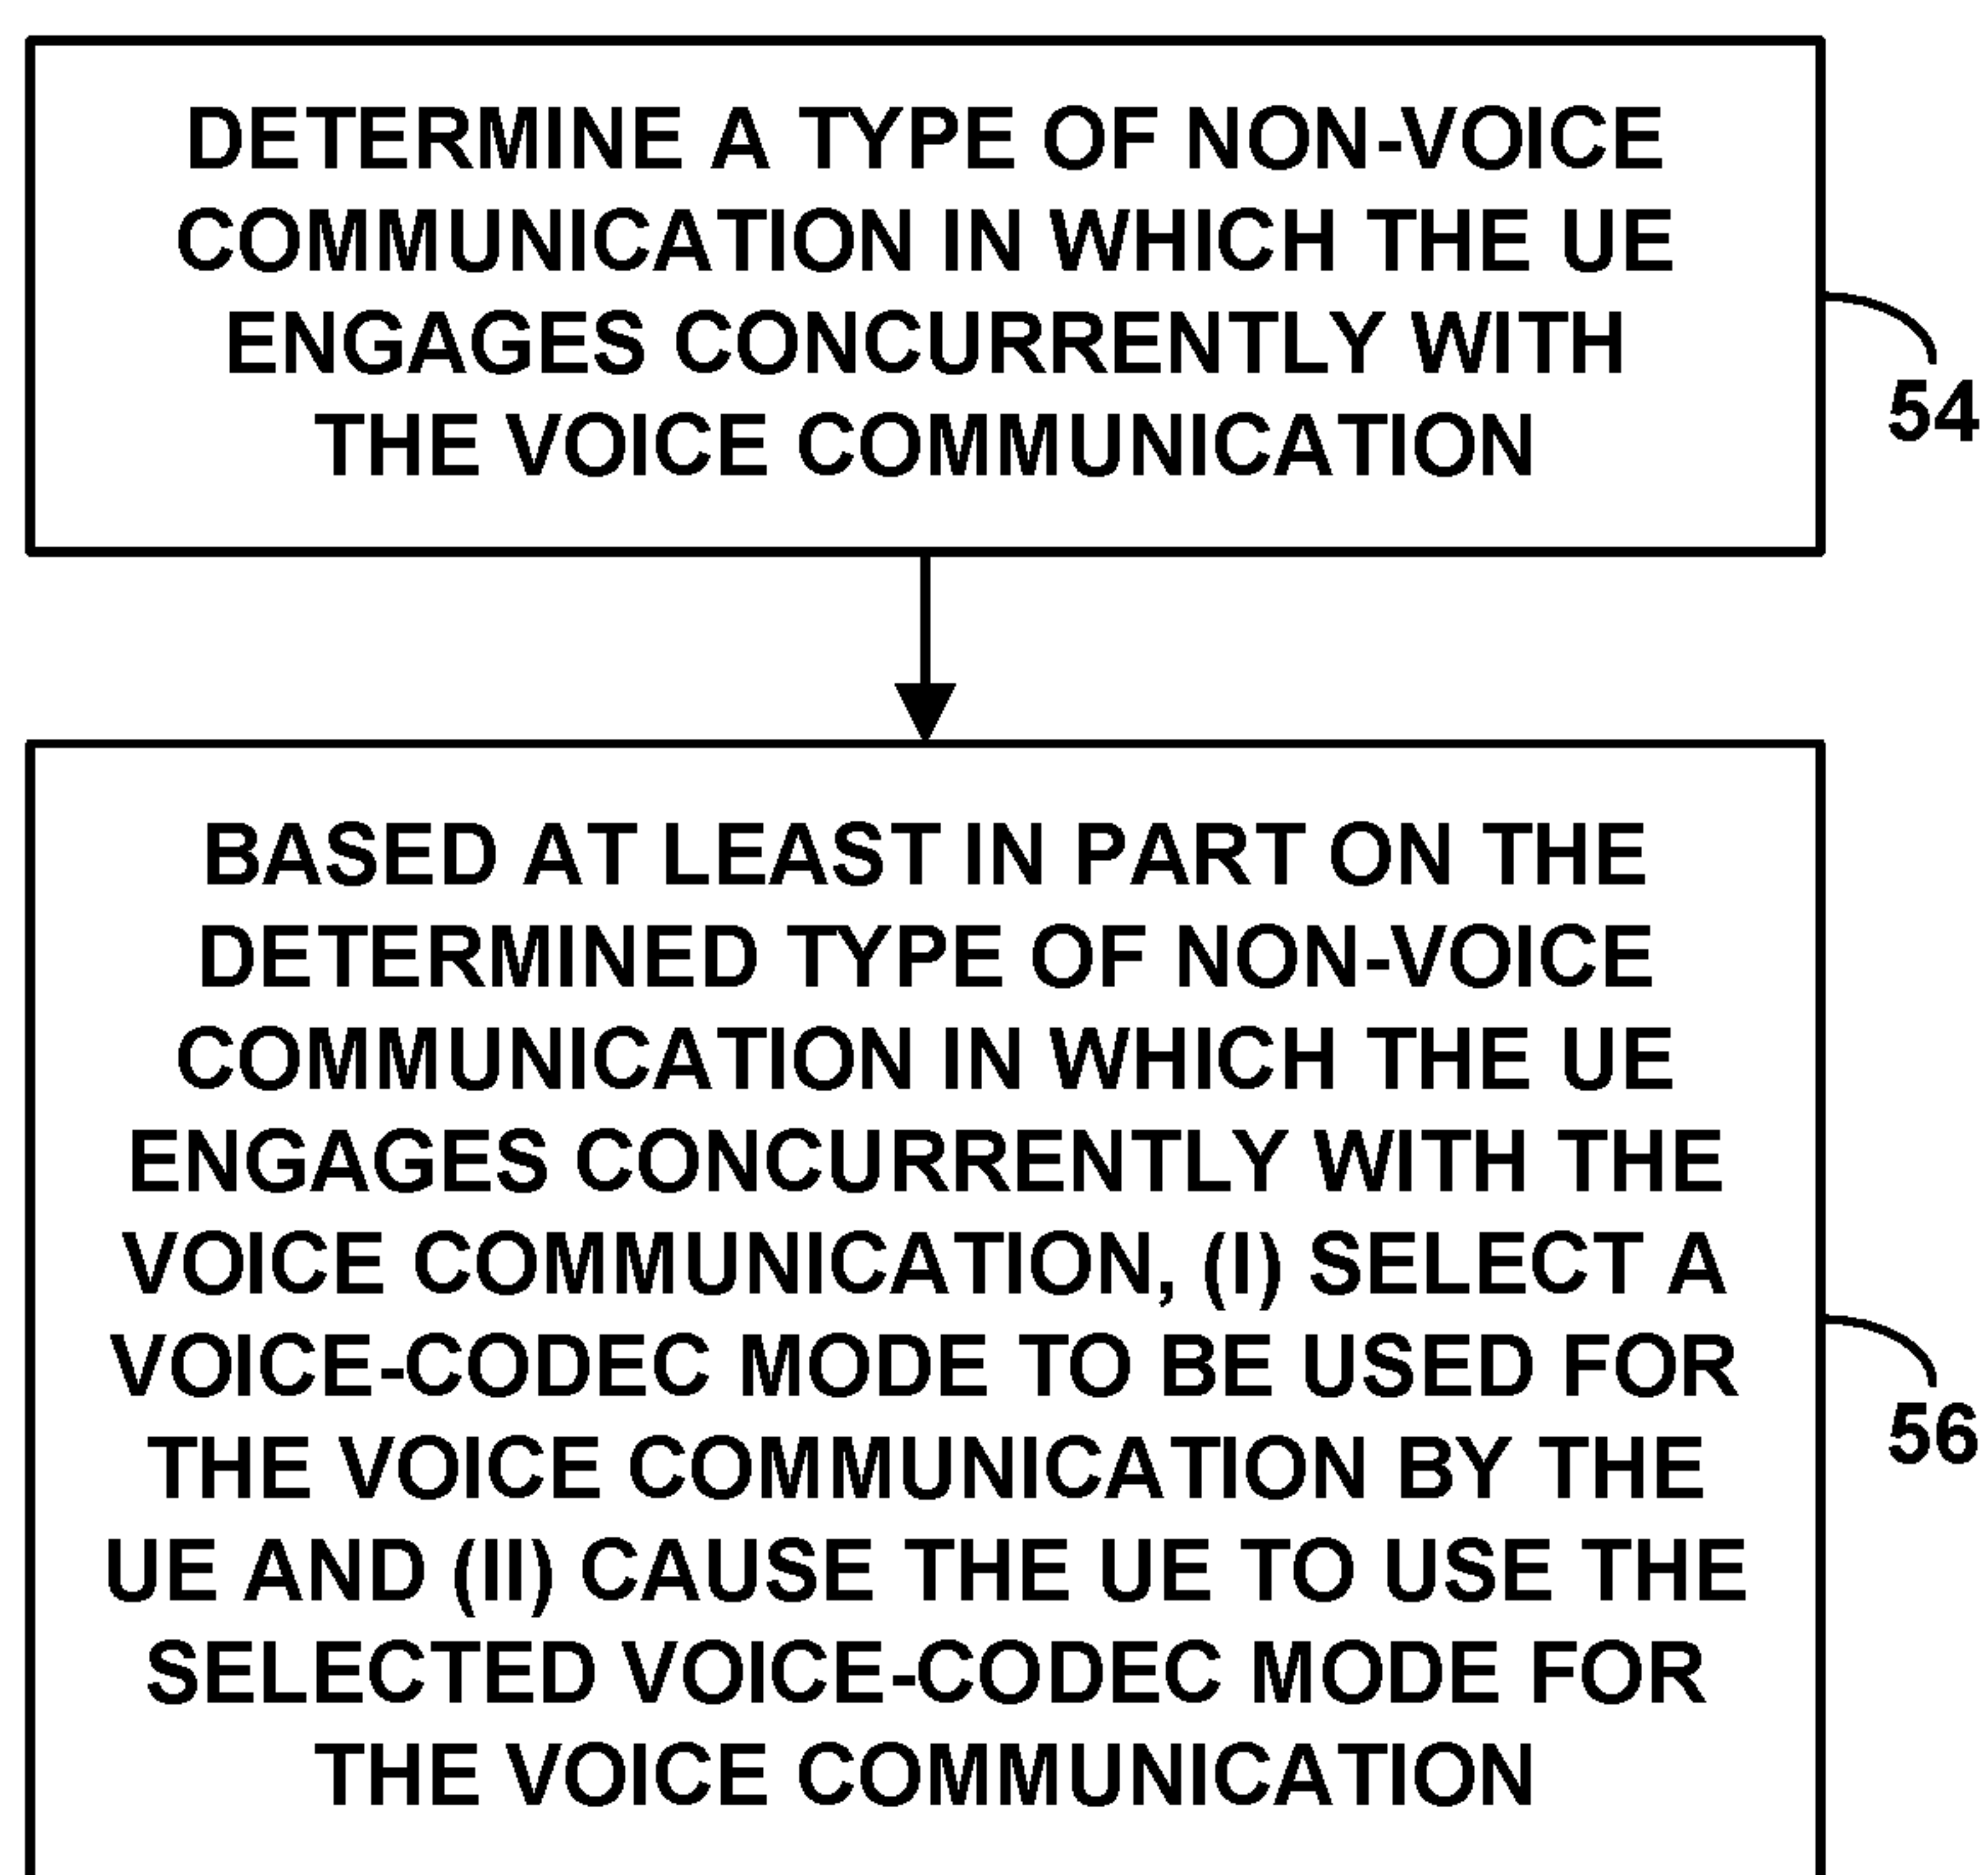 DETERMINE A TYPE OF NON-VOICE
COMMUNICATION IN WHICH THE UE
ENGAGES CONCURRENTLY WITH
THE VOICE COMMUNICATION
54
BASED AT LEAST IN PART ON THE
DETERMINED TYPE OF NON-VOICE
COMMUNICATION IN WHICH THE UE
ENGAGES CONCURRENTLY WITH THE
VOICE COMMUNICATION, (I) SELECT A
VOICE-CODEC MODE TO BE USED FOR
THE VOICE COMMUNICATION BY THE
UE AND (II) CAUSE THE UE TO USE THE
SELECTED VOICE-CODEC MODE FOR
THE VOICE COMMUNICATION
56